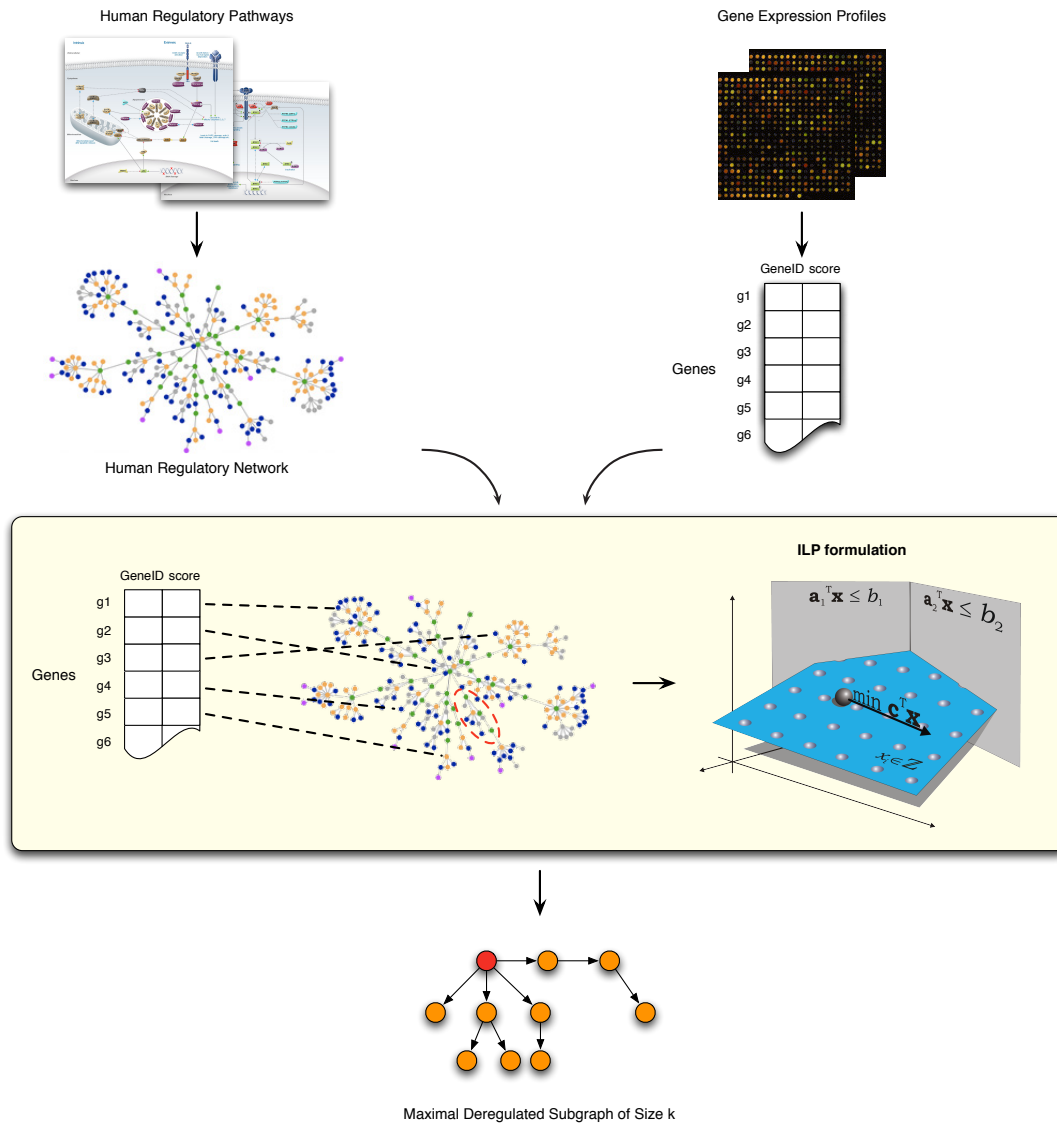 Human Regulatory Pathways
Gene Expression Profiles
GeneID score
g1
g2
g3
Genes
g4
g5
g6
Human Regulatory Network
ILP formulation
GeneID score
g1
g2
g3
Genes
g4
g5
g6
a₁ᵀx ≤ b₁
a₂ᵀx ≤ b₂
min cᵀx
xᵢ∈Z
Maximal Deregulated Subgraph of Size k